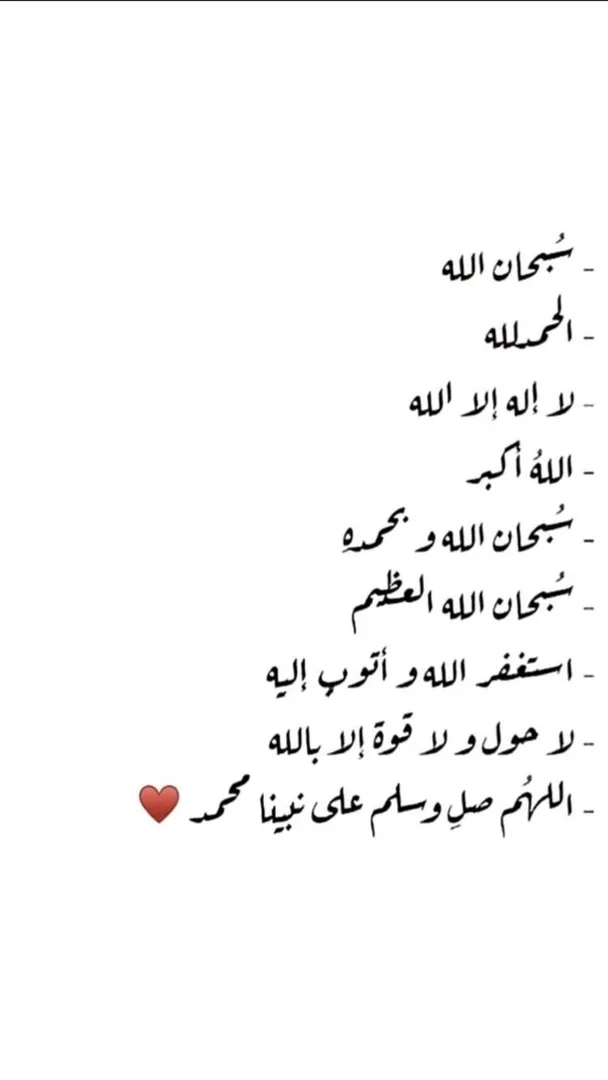 - سُبحان الله
- الحمدلله
- لا إله إلا الله
- اللهُ أكبر
- سُبحان الله و بحمدهِ
- سُبحان الله العظيم
- استغفر الله و أتوب إليه
- لا حول و لا قوة إلا بالله
- اللهُم صلِ وسلم على نبينا محمد ♥️